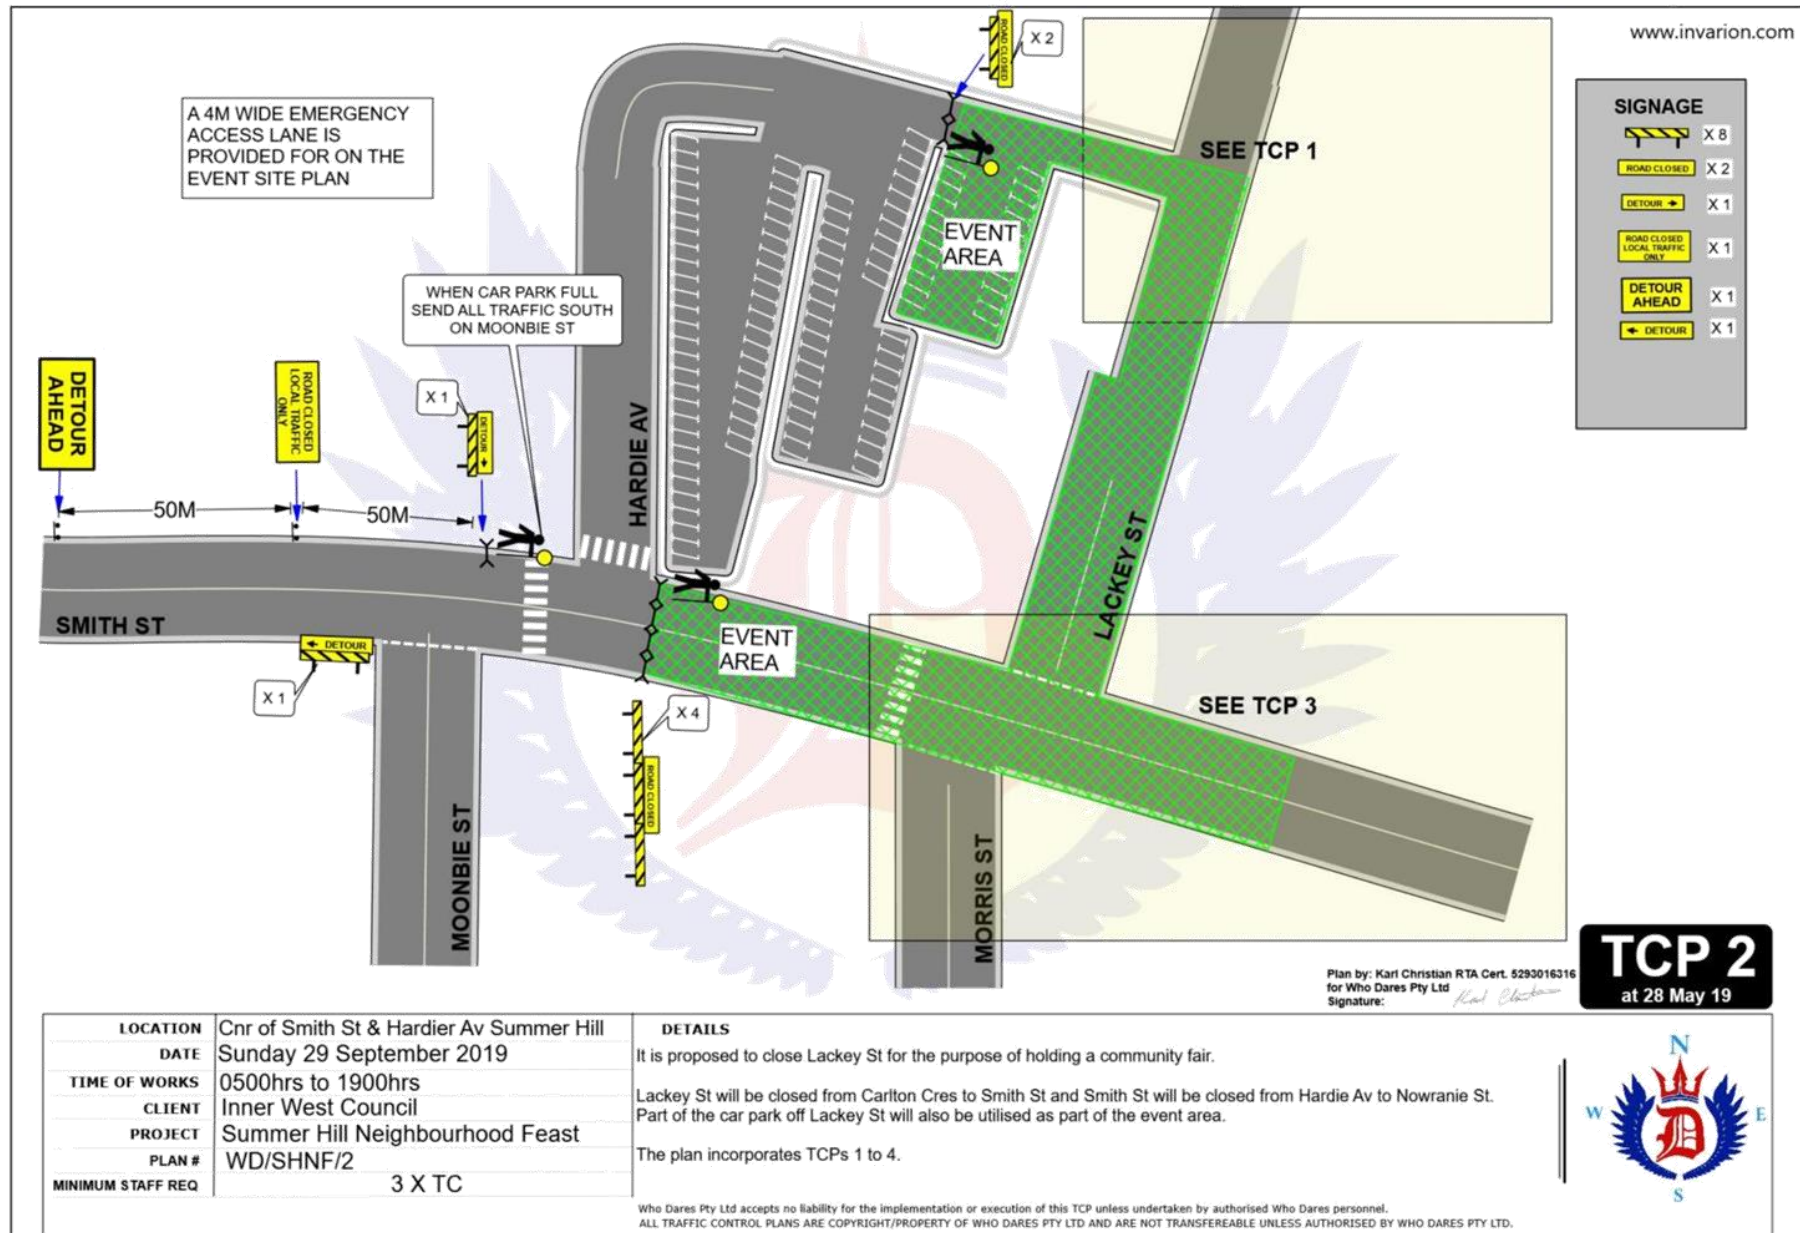 www.invarion.com
ROAD CLOSED
X 2
A 4M WIDE EMERGENCY
ACCESS LANE IS
PROVIDED FOR ON THE
EVENT SITE PLAN
SIGNAGE
X 8
ROAD CLOSED X 2
DETOUR X 1
ROAD CLOSED
LOCAL TRAFFIC
ONLY
X 1
DETOUR
AHEAD
X 1
DETOUR X 1
SEE TCP 1
EVENT
AREA
WHEN CAR PARK FULL
SEND ALL TRAFFIC SOUTH
ON MOONBIE ST
DETOUR
AHEAD
ROAD CLOSED
LOCAL TRAFFIC
ONLY
X 1
DETOUR
50M
50M
HARDIE AV
LACKEY ST
SMITH ST
DETOUR
X 1
EVENT
AREA
X 4
ROAD CLOSED
SEE TCP 3
MOONBIE ST
MORRIS ST
Plan by: Karl Christian RTA Cert. 5293016316
for Who Dares Pty Ltd
Signature:
TCP 2
at 28 May 19
LOCATION Cnr of Smith St & Hardier Av Summer Hill
DATE Sunday 29 September 2019
TIME OF WORKS 0500hrs to 1900hrs
CLIENT Inner West Council
PROJECT Summer Hill Neighbourhood Feast
PLAN # WD/SHNF/2
MINIMUM STAFF REQ 3 X TC
DETAILS
It is proposed to close Lackey St for the purpose of holding a community fair.
Lackey St will be closed from Carlton Cres to Smith St and Smith St will be closed from Hardie Av to Nowranie St.
Part of the car park off Lackey St will also be utilised as part of the event area.
The plan incorporates TCPs 1 to 4.
Who Dares Pty Ltd accepts no liability for the implementation or execution of this TCP unless undertaken by authorised Who Dares personnel.
ALL TRAFFIC CONTROL PLANS ARE COPYRIGHT/PROPERTY OF WHO DARES PTY LTD AND ARE NOT TRANSFEREABLE UNLESS AUTHORISED BY WHO DARES PTY LTD.
N
W
E
D
S